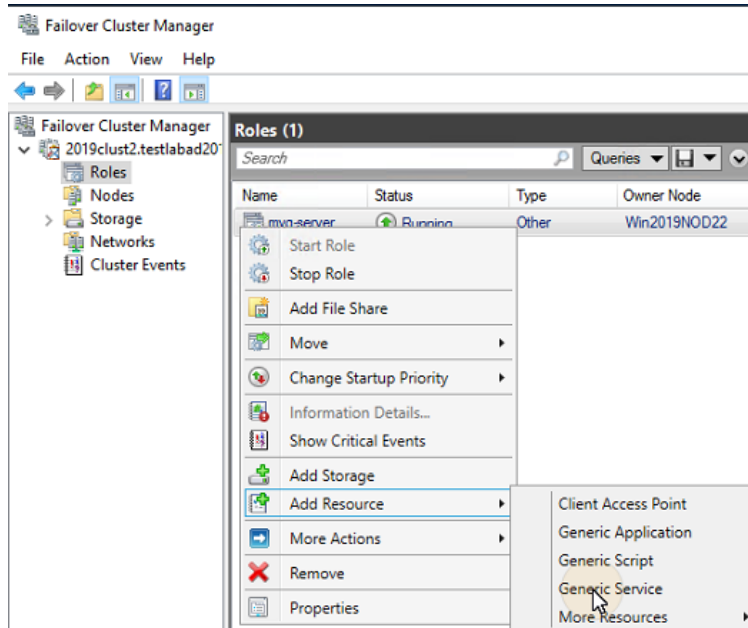 Failover Cluster Manager
File Action View Help
Failover Cluster Manager
2019clust2.testlabad20
Roles
Nodes
Storage
Networks
Cluster Events
Roles (1)
Search
Queries
Name Status Type Owner Node
mvg-server Running Other Win2019NOD22
Start Role
Stop Role
Add File Share
Move
Change Startup Priority
Information Details...
Show Critical Events
Add Storage
Add Resource
More Actions
Remove
Properties
Client Access Point
Generic Application
Generic Script
Generic Service
More Resources